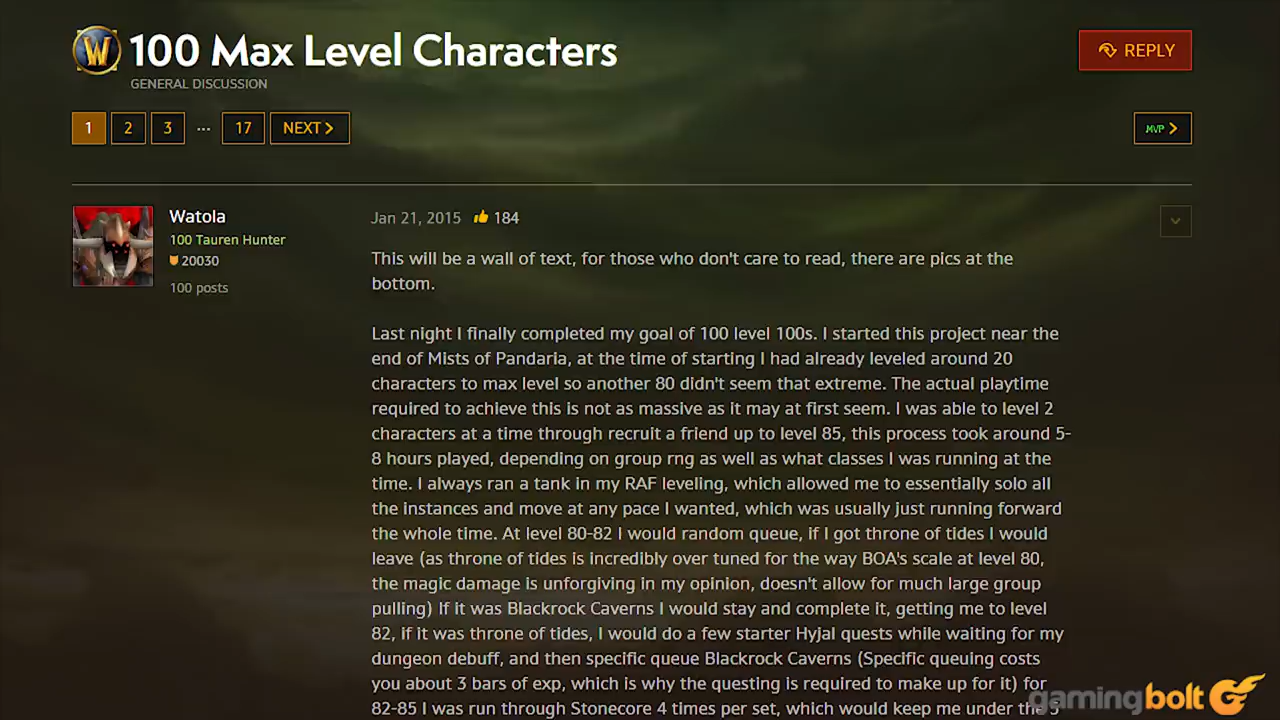 W 100 Max Level Characters
REPLY
GENERAL DISCUSSION
1 2 3 ... 17 NEXT
MVP
Watola
Jan 21, 2015 184
100 Tauren Hunter
20030
100 posts
This will be a wall of text, for those who don't care to read, there are pics at the
bottom.
Last night I finally completed my goal of 100 level 100s. I started this project near the
end of Mists of Pandaria, at the time of starting I had already leveled around 20
characters to max level so another 80 didn't seem that extreme. The actual playtime
required to achieve this is not as massive as it may at first seem. I was able to level 2
characters at a time through recruit a friend up to level 85, this process took around 5-
8 hours played, depending on group rng as well as what classes I was running at the
time. I always ran a tank in my RAF leveling, which allowed me to essentially solo all
the instances and move at any pace I wanted, which was usually just running forward
the whole time. At level 80-82 I would random queue, if I got throne of tides I would
leave (as throne of tides is incredibly over tuned for the way BOA's scale at level 80,
the magic damage is unforgiving in my opinion, doesn't allow for much large group
pulling) If it was Blackrock Caverns I would stay and complete it, getting me to level
82, if it was throne of tides, I would do a few starter Hyjal quests while waiting for my
dungeon debuff, and then specific queue Blackrock Caverns (Specific queuing costs
you about 3 bars of exp, which is why the questing is required to make up for it) for
82-85 I was run through Stonecore 4 times per set, which would keep me under the 5
gamingbolt